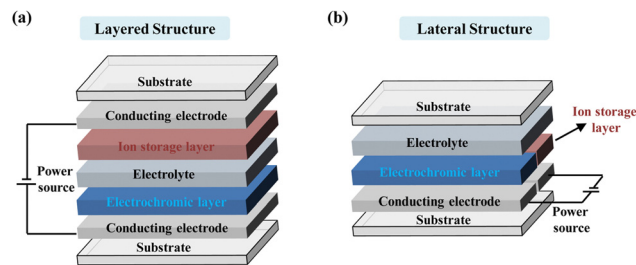 (a)
Layered Structure
Substrate
Conducting electrode
Ion storage layer
Power
source
Electrolyte
Electrochromic layer
Conducting electrode
Substrate
(b)
Lateral Structure
Substrate
Ion storage
layer
Electrolyte
Electrochromic layer
Conducting electrode
Power
source
Substrate